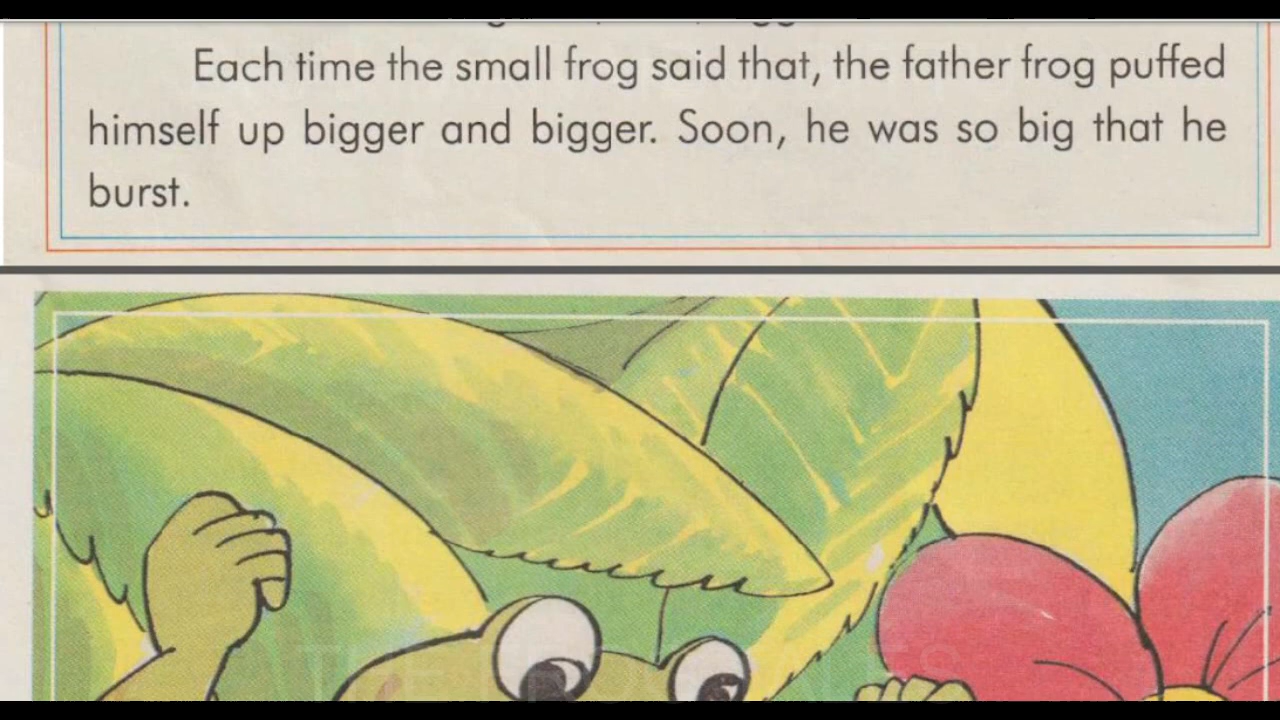 Each time the small frog said that, the father frog puffed
himself up bigger and bigger. Soon, he was so big that he
burst.